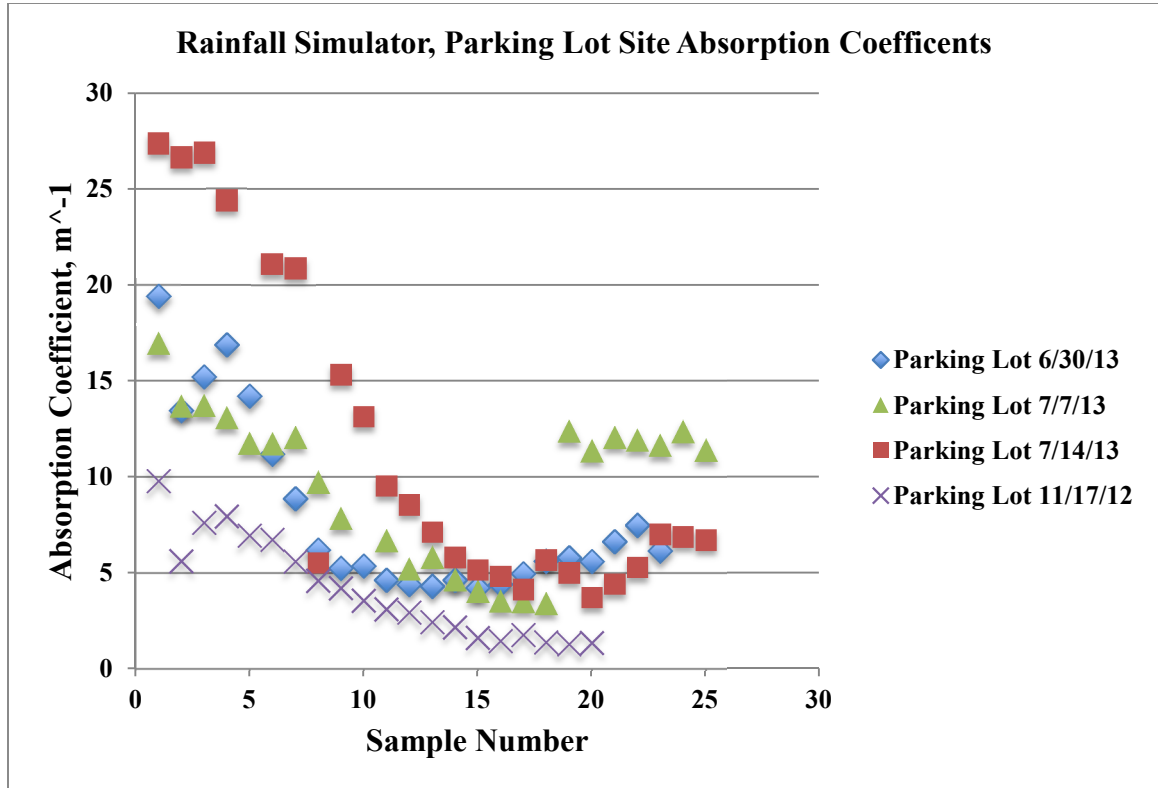 Rainfall Simulator, Parking Lot Site Absorption Coefficents
30
25
20
15
10
5
0
Absorption Coefficient, m^-1
0 5 10 15 20 25 30
Sample Number
Parking Lot 6/30/13
Parking Lot 7/7/13
Parking Lot 7/14/13
Parking Lot 11/17/12